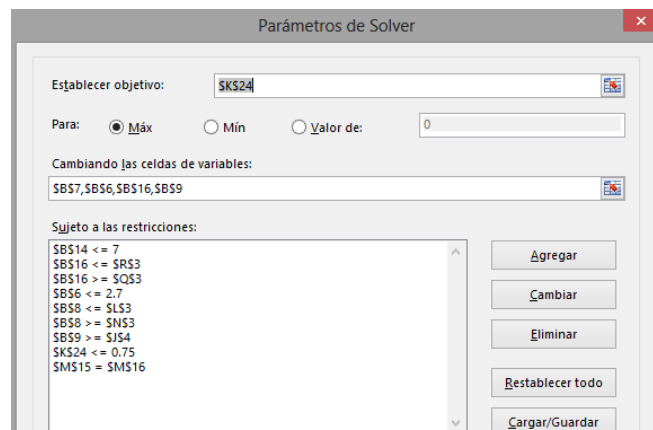 Parámetros de Solver
Establecer objetivo: $K$24
Para: Máx Mín Valor de: 0
Cambiando las celdas de variables:
$B$7,$B$6,$B$16,$B$9
Sujeto a las restricciones:
$B$14 <= 7
$B$16 <= $R$3
$B$16 >= $Q$3
$B$6 <= 2.7
$B$8 <= $L$3
$B$8 >= $N$3
$B$9 >= $J$4
$K$24 <= 0.75
$M$15 = $M$16
Agregar
Cambiar
Eliminar
Restablecer todo
Cargar/Guardar